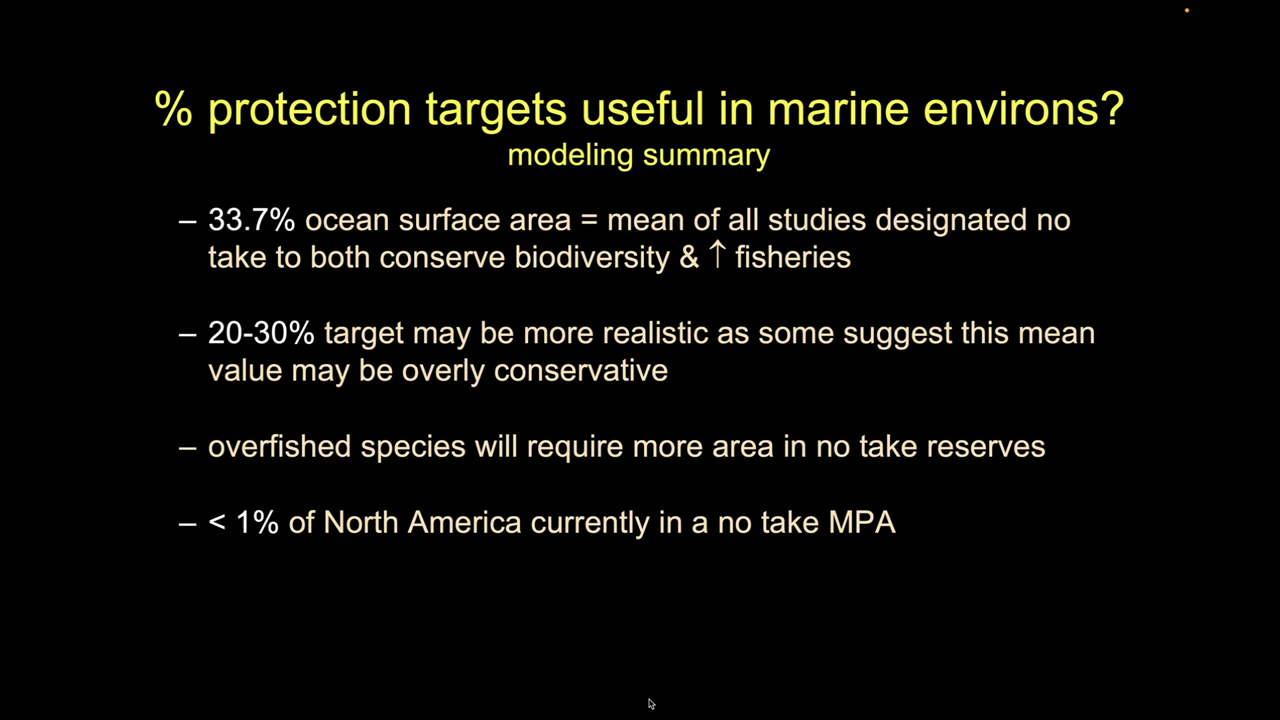 % protection targets useful in marine environs?
modeling summary
– 33.7% ocean surface area = mean of all studies designated no
take to both conserve biodiversity & ↑ fisheries
– 20-30% target may be more realistic as some suggest this mean
value may be overly conservative
– overfished species will require more area in no take reserves
– < 1% of North America currently in a no take MPA